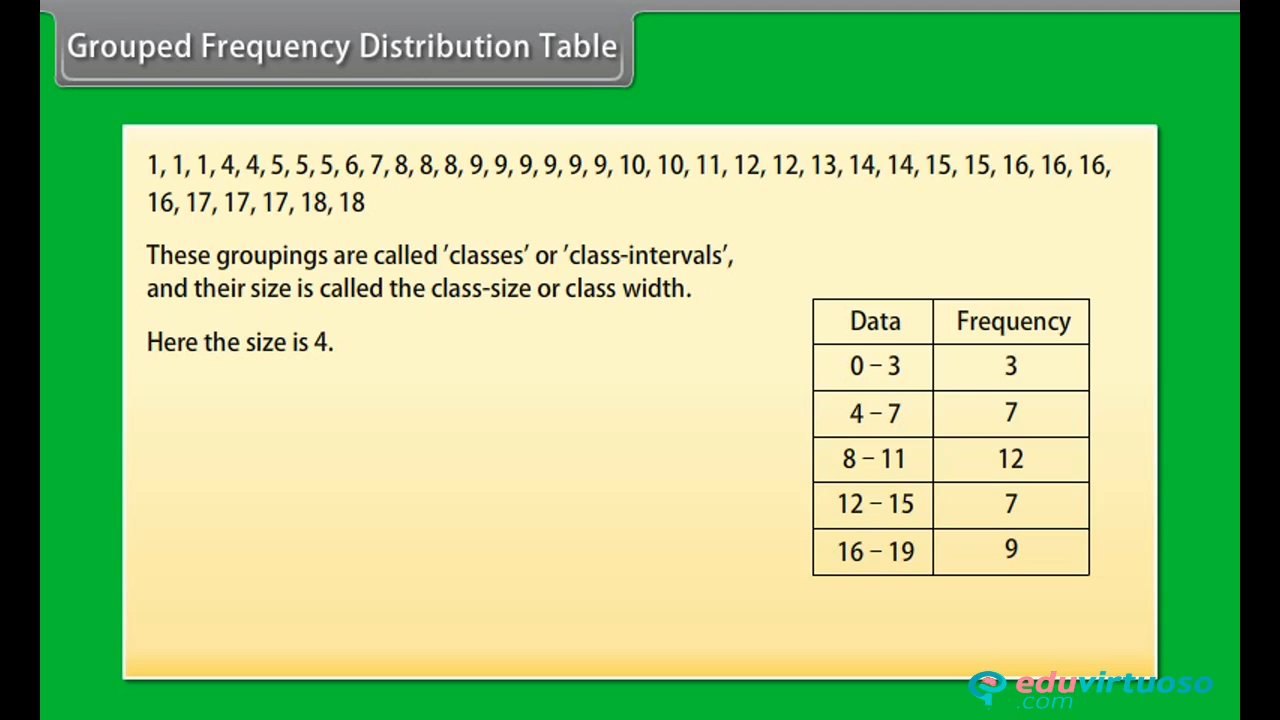 Grouped Frequency Distribution Table
1, 1, 1, 4, 4, 5, 5, 5, 6, 7, 8, 8, 8, 9, 9, 9, 9, 9, 9, 10, 10, 11, 12, 12, 13, 14, 14, 15, 15, 16, 16, 16,
16, 17, 17, 17, 18, 18
These groupings are called ′classes′ or ′class-intervals′,
and their size is called the class-size or class width.
Here the size is 4.
Data Frequency
0 – 3 3
4 – 7 7
8 – 11 12
12 – 15 7
16 – 19 9
eduvirtuoso
.com